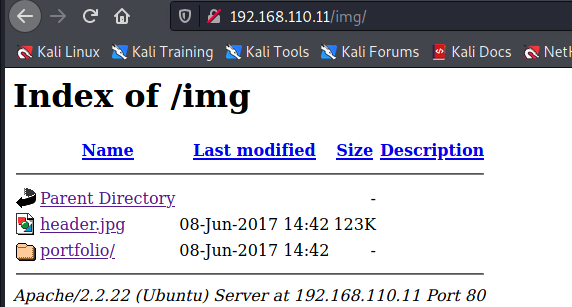 192.168.110.11/img/
Kali Linux Kali Training Kali Tools Kali Forums Kali Docs NetH
Index of /img
Name Last modified Size Description
Parent Directory -
header.jpg 08-Jun-2017 14:42 123K
portfolio/ 08-Jun-2017 14:42 -
Apache/2.2.22 (Ubuntu) Server at 192.168.110.11 Port 80